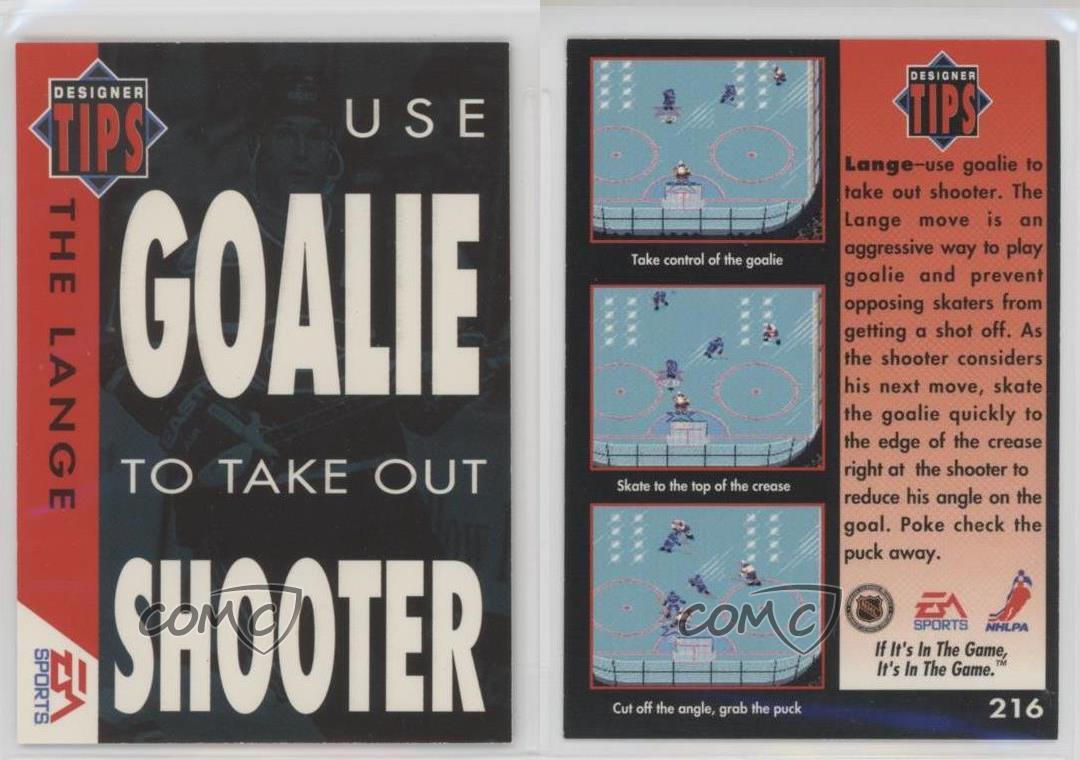 DESIGNER
TIPS
THE LANGE
USE
GOALIE
TO TAKE OUT
SHOOTER
EA
SPORTS
COMC
EASTON
Take control of the goalie
Skate to the top of the crease
Cut off the angle, grab the puck
DESIGNER
TIPS
Lange–use goalie to
take out shooter. The
Lange move is an
aggressive way to play
goalie and prevent
opposing skaters from
getting a shot off. As
the shooter considers
his next move, skate
the goalie quickly to
the edge of the crease
right at the shooter to
reduce his angle on the
goal. Poke check the
puck away.
COMC
NHL
EA
SPORTS
NHLPA
If It's In The Game,
It's In The Game.™
216